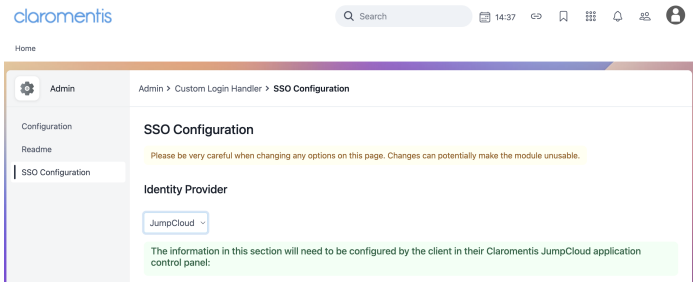 claromentis
Search
14:37
Home
Admin
Admin > Custom Login Handler > SSO Configuration
Configuration
Readme
SSO Configuration
SSO Configuration
Please be very careful when changing any options on this page. Changes can potentially make the module unusable.
Identity Provider
JumpCloud
The information in this section will need to be configured by the client in their Claromentis JumpCloud application
control panel: